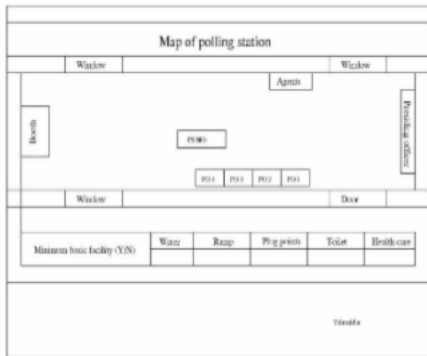 Map of polling station
Window Window
Agents
Booth
Presiding officer
PO4 PO3 PO2 PO1
Window Door
Minimum basic facility (Y/N) Water Ramp Plug points Toilet Health care